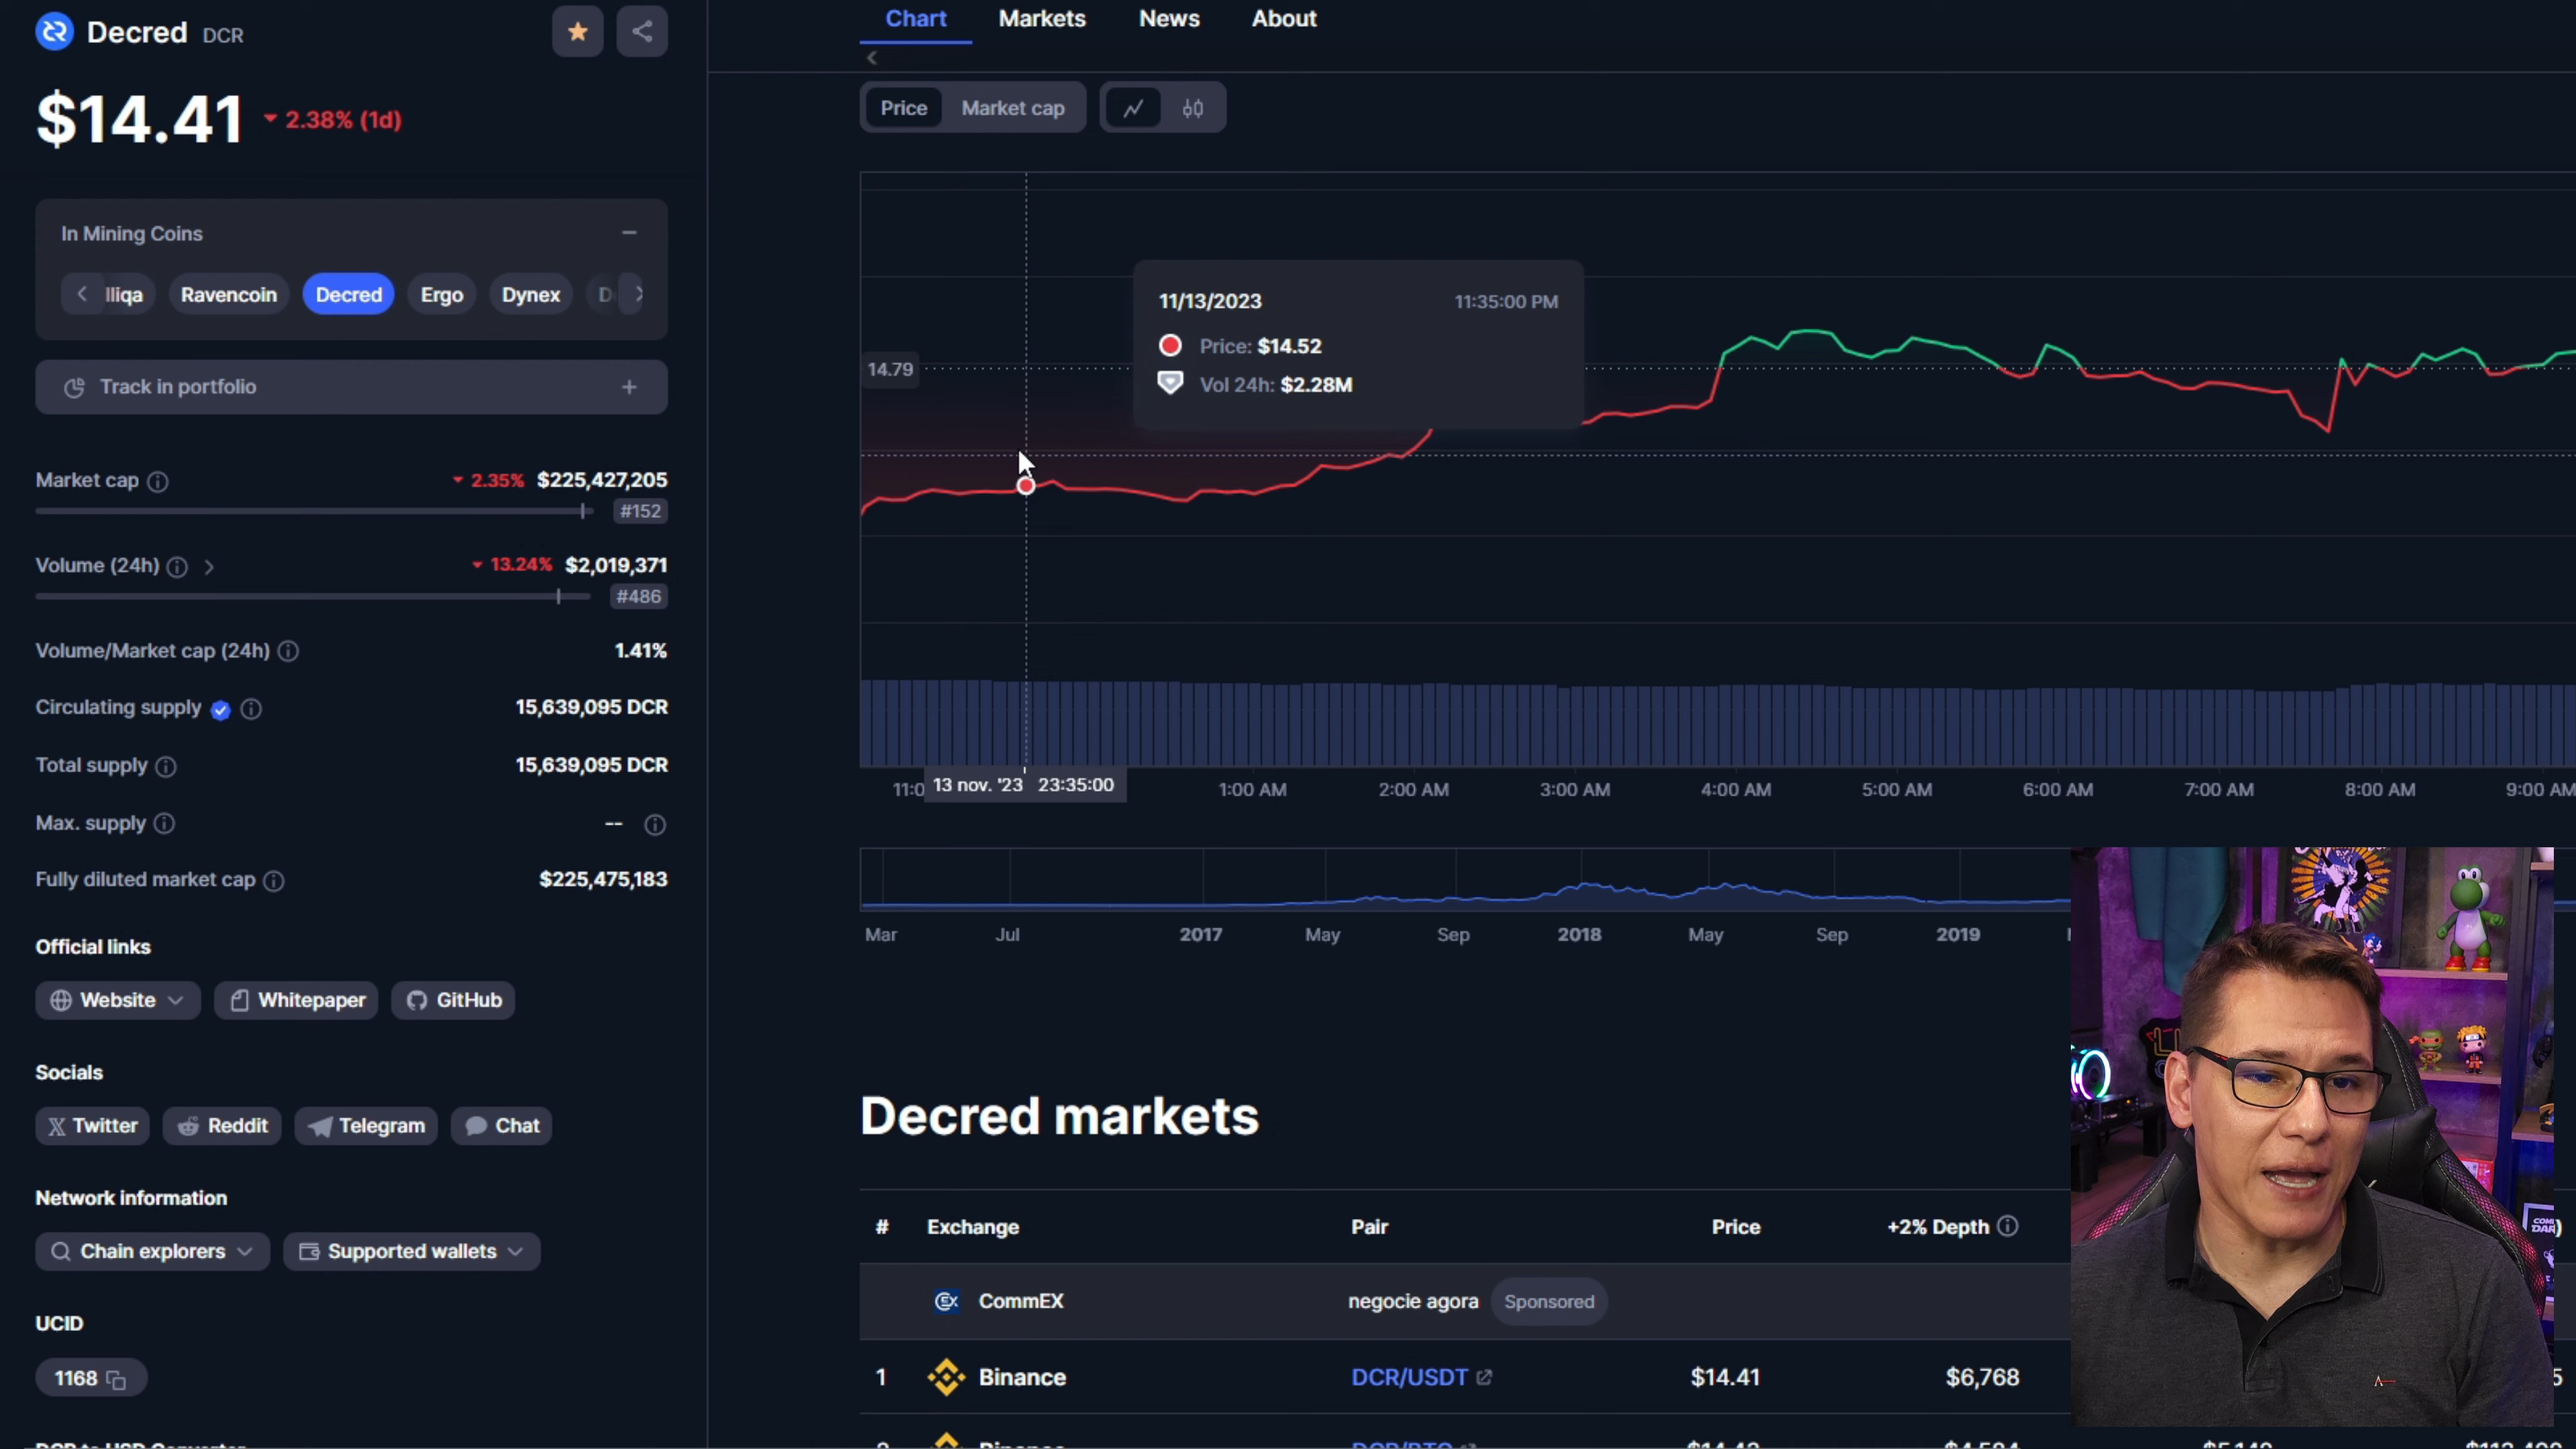 Decred DCR
$14.41 2.38% (1d)
In Mining Coins
Ravencoin Decred Ergo Dynex
Track in portfolio
Market cap 2.35% $225,427,205
#152
Volume (24h) 13.24% $2,019,371
#486
Volume/Market cap (24h) 1.41%
Circulating supply 15,639,095 DCR
Total supply 15,639,095 DCR
Max. supply --
Fully diluted market cap $225,475,183
Official links
Website Whitepaper GitHub
Socials
Twitter Reddit Telegram Chat
Network information
Chain explorers Supported wallets
UCID
1168
Chart Markets News About
Price Market cap
11/13/2023 11:35:00 PM
Price: $14.52
Vol 24h: $2.28M
14.79
13 nov. '23 23:35:00 1:00 AM 2:00 AM 3:00 AM 4:00 AM 5:00 AM 6:00 AM 7:00 AM 8:00 AM 9:00 AM
Mar Jul 2017 May Sep 2018 May Sep 2019
Decred markets
# Exchange Pair Price +2% Depth
CommEX negocie agora Sponsored
1 Binance DCR/USDT $14.41 $6,768